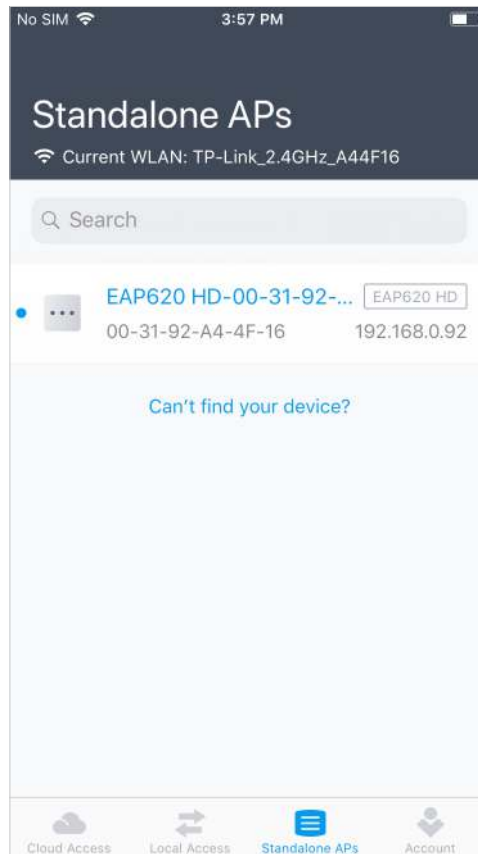 No SIM 3:57 PM
Standalone APs
Current WLAN: TP-Link_2.4GHz_A44F16
Search
EAP620 HD-00-31-92-... EAP620 HD
00-31-92-A4-4F-16 192.168.0.92
Can't find your device?
Cloud Access Local Access Standalone APs Account